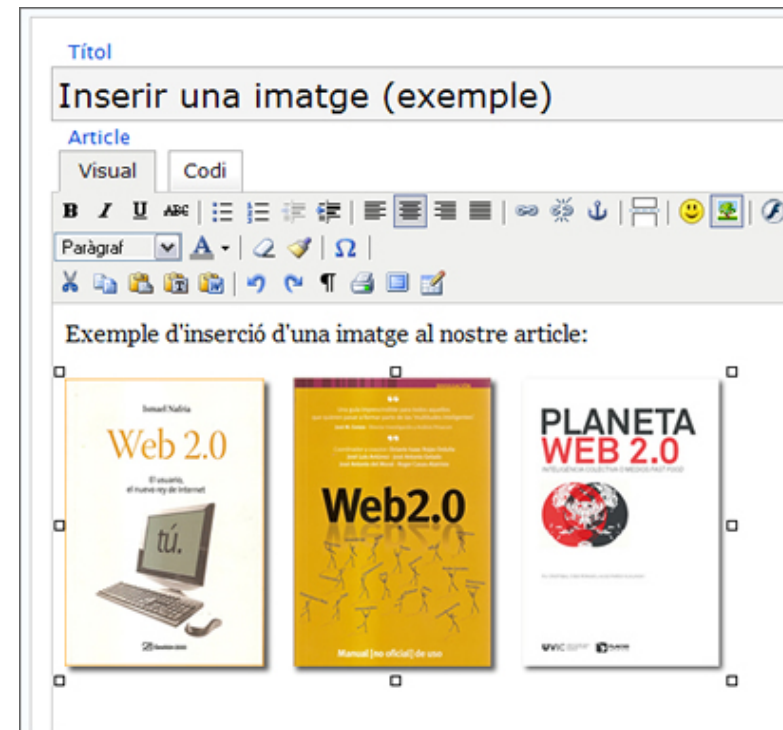 Títol
Inserir una imatge (exemple)
Article
Visual
Codi
B I U ABC
Paràgraf A
Ω
T W ¶
Exemple d'inserció d'una imatge al nostre article:
Ismael Nafría
Web 2.0
El usuario,
el nuevo rey de Internet
tú.
Web2.0
Manual [no oficial] de uso
PLANETA
WEB 2.0
INTELIGENCIA COLECTIVA O MEDIOS FAST FOOD
UVIC